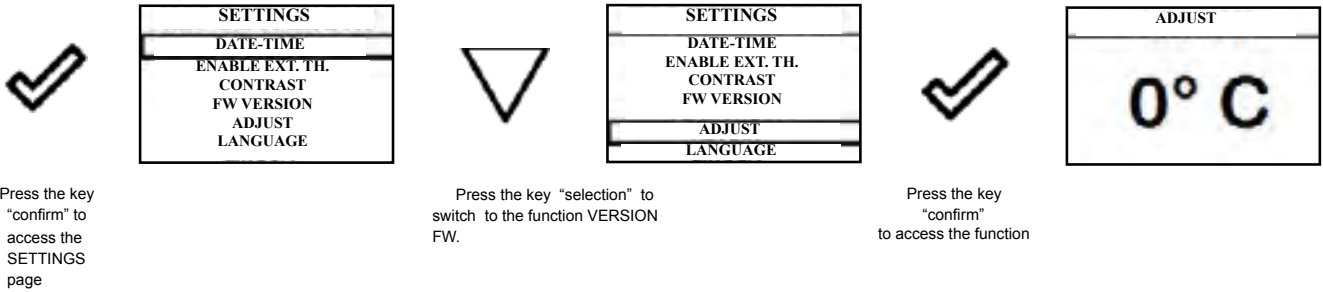 SETTINGS
DATE-TIME
ENABLE EXT. TH.
CONTRAST
FW VERSION
ADJUST
LANGUAGE
SETTINGS
DATE-TIME
ENABLE EXT. TH.
CONTRAST
FW VERSION
ADJUST
LANGUAGE
ADJUST
0° C
Press the key
“confirm” to
access the
SETTINGS
page
Press the key “selection” to
switch to the function VERSION
FW.
Press the key
“confirm”
to access the function